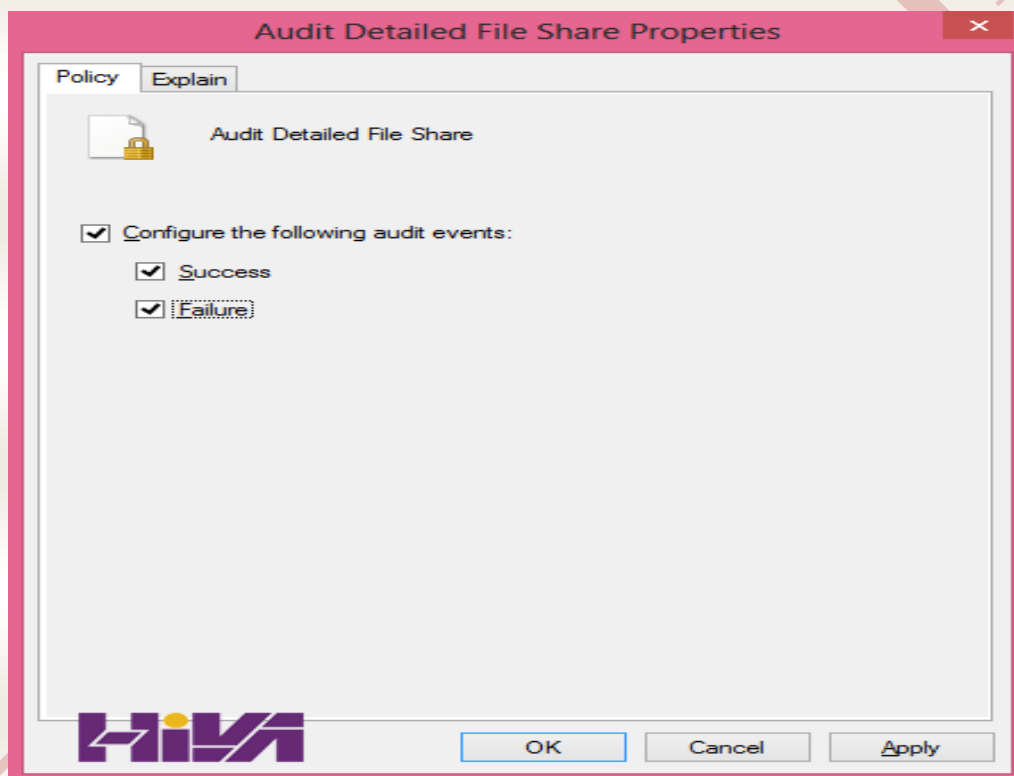 Audit Detailed File Share Properties
Policy Explain
Audit Detailed File Share
Configure the following audit events:
Success
Failure
HiVA
OK Cancel Apply